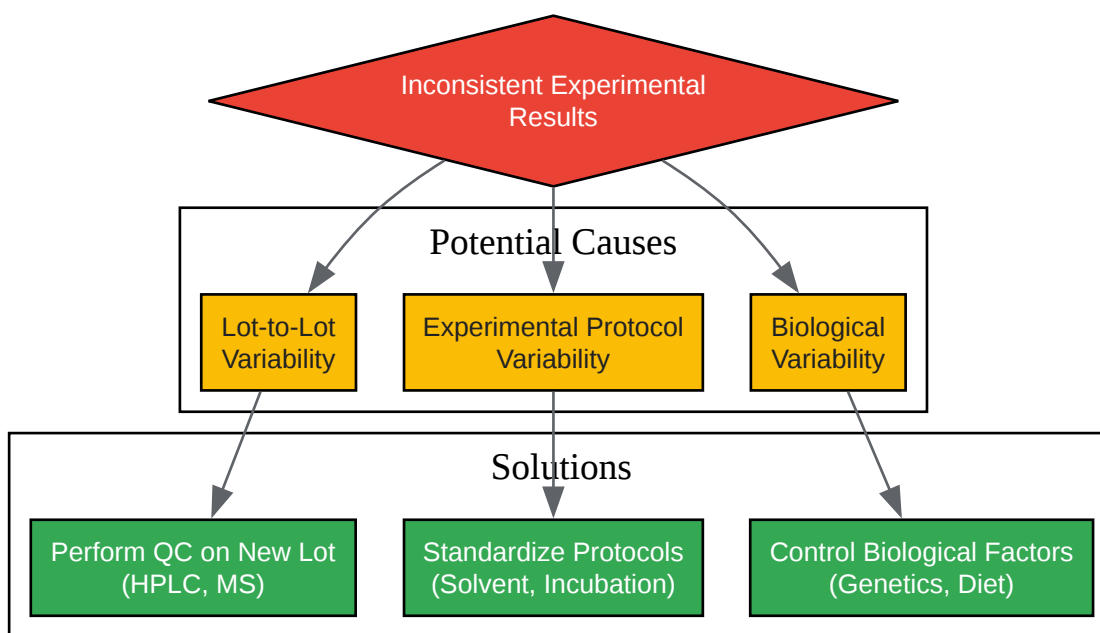 Inconsistent Experimental
Results
Potential Causes
Lot-to-Lot
Variability
Experimental Protocol
Variability
Biological
Variability
Solutions
Perform QC on New Lot
(HPLC, MS)
Standardize Protocols
(Solvent, Incubation)
Control Biological Factors
(Genetics, Diet)